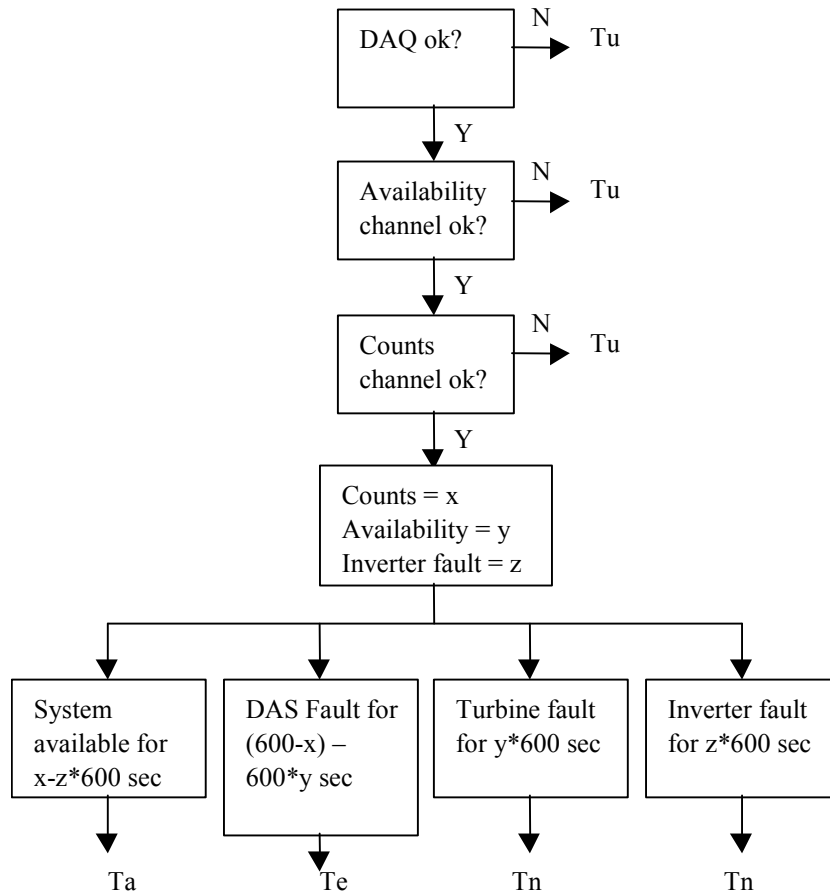 DAQ ok?
N
Tu
Y
Availability
channel ok?
N
Tu
Y
Counts
channel ok?
N
Tu
Y
Counts = x
Availability = y
Inverter fault = z
System
available for
x-z*600 sec
DAS Fault for
(600-x) –
600*y sec
Turbine fault
for y*600 sec
Inverter fault
for z*600 sec
Ta
Te
Tn
Tn